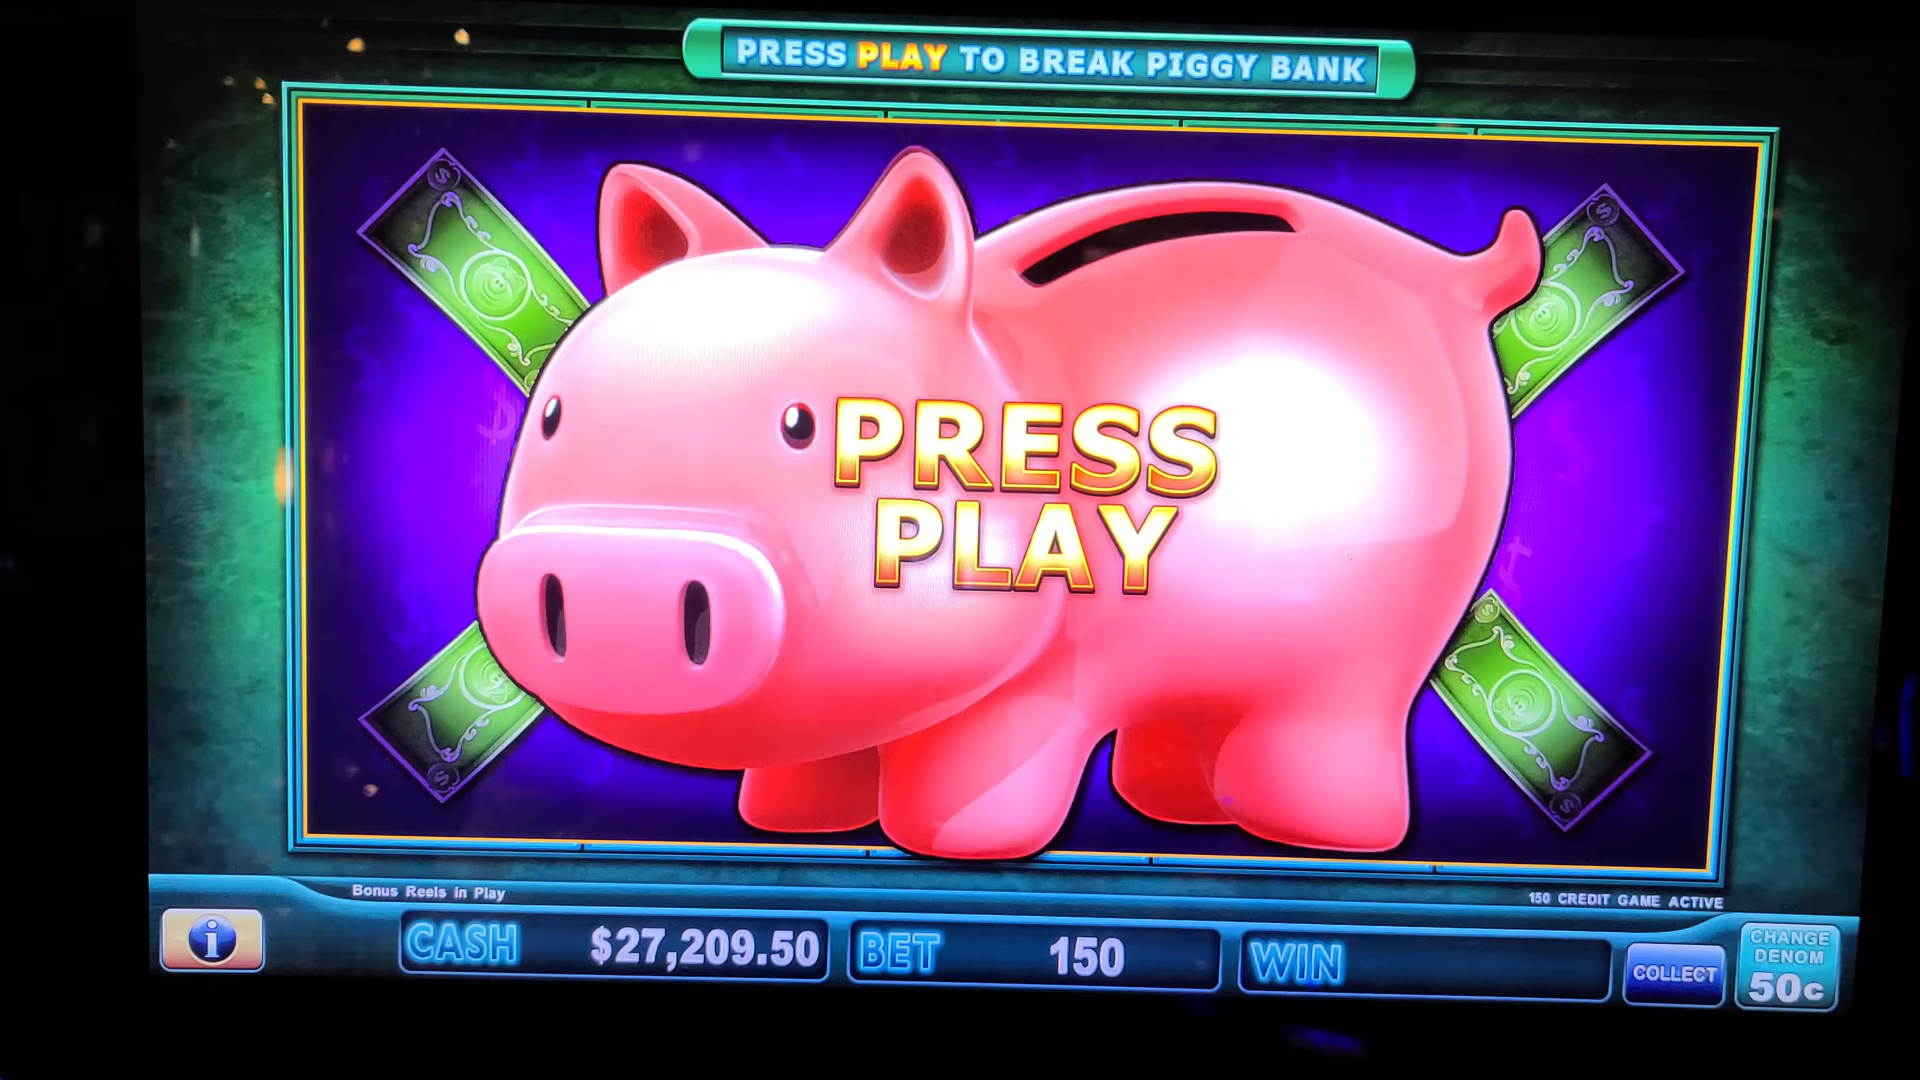 PRESS PLAY TO BREAK PIGGY BANK
PRESS
PLAY
Bonus Reels in Play
150 CREDIT GAME ACTIVE
i
CASH $27,209.50
BET 150
WIN
COLLECT
CHANGE
DENOM
50c